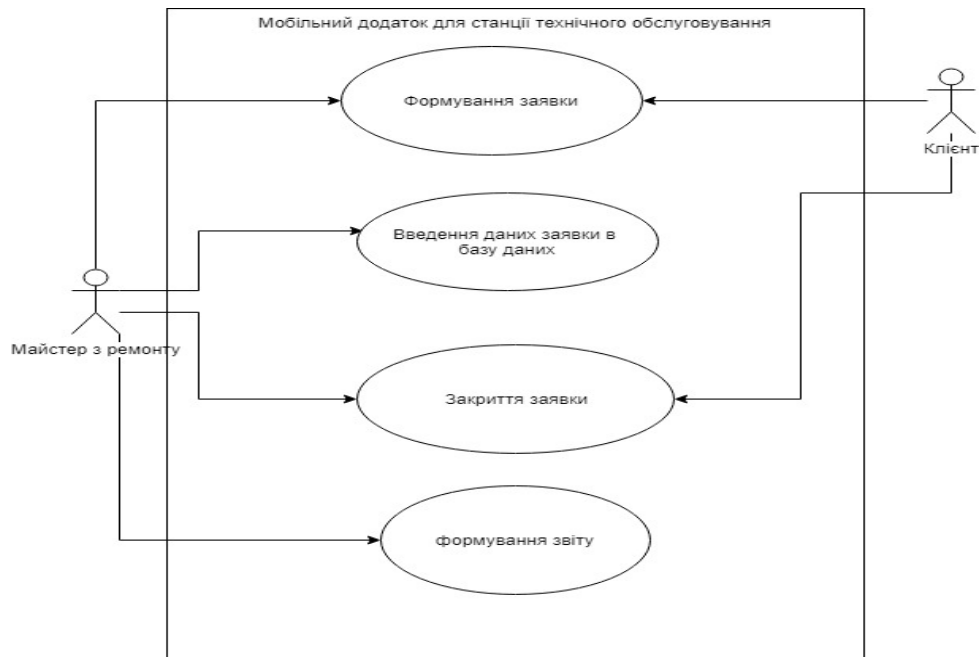 Мобільний додаток для станції технічного обслуговування
Формування заявки
Клієнт
Введення даних заявки в
базу даних
Майстер з ремонту
Закриття заявки
формування звіту